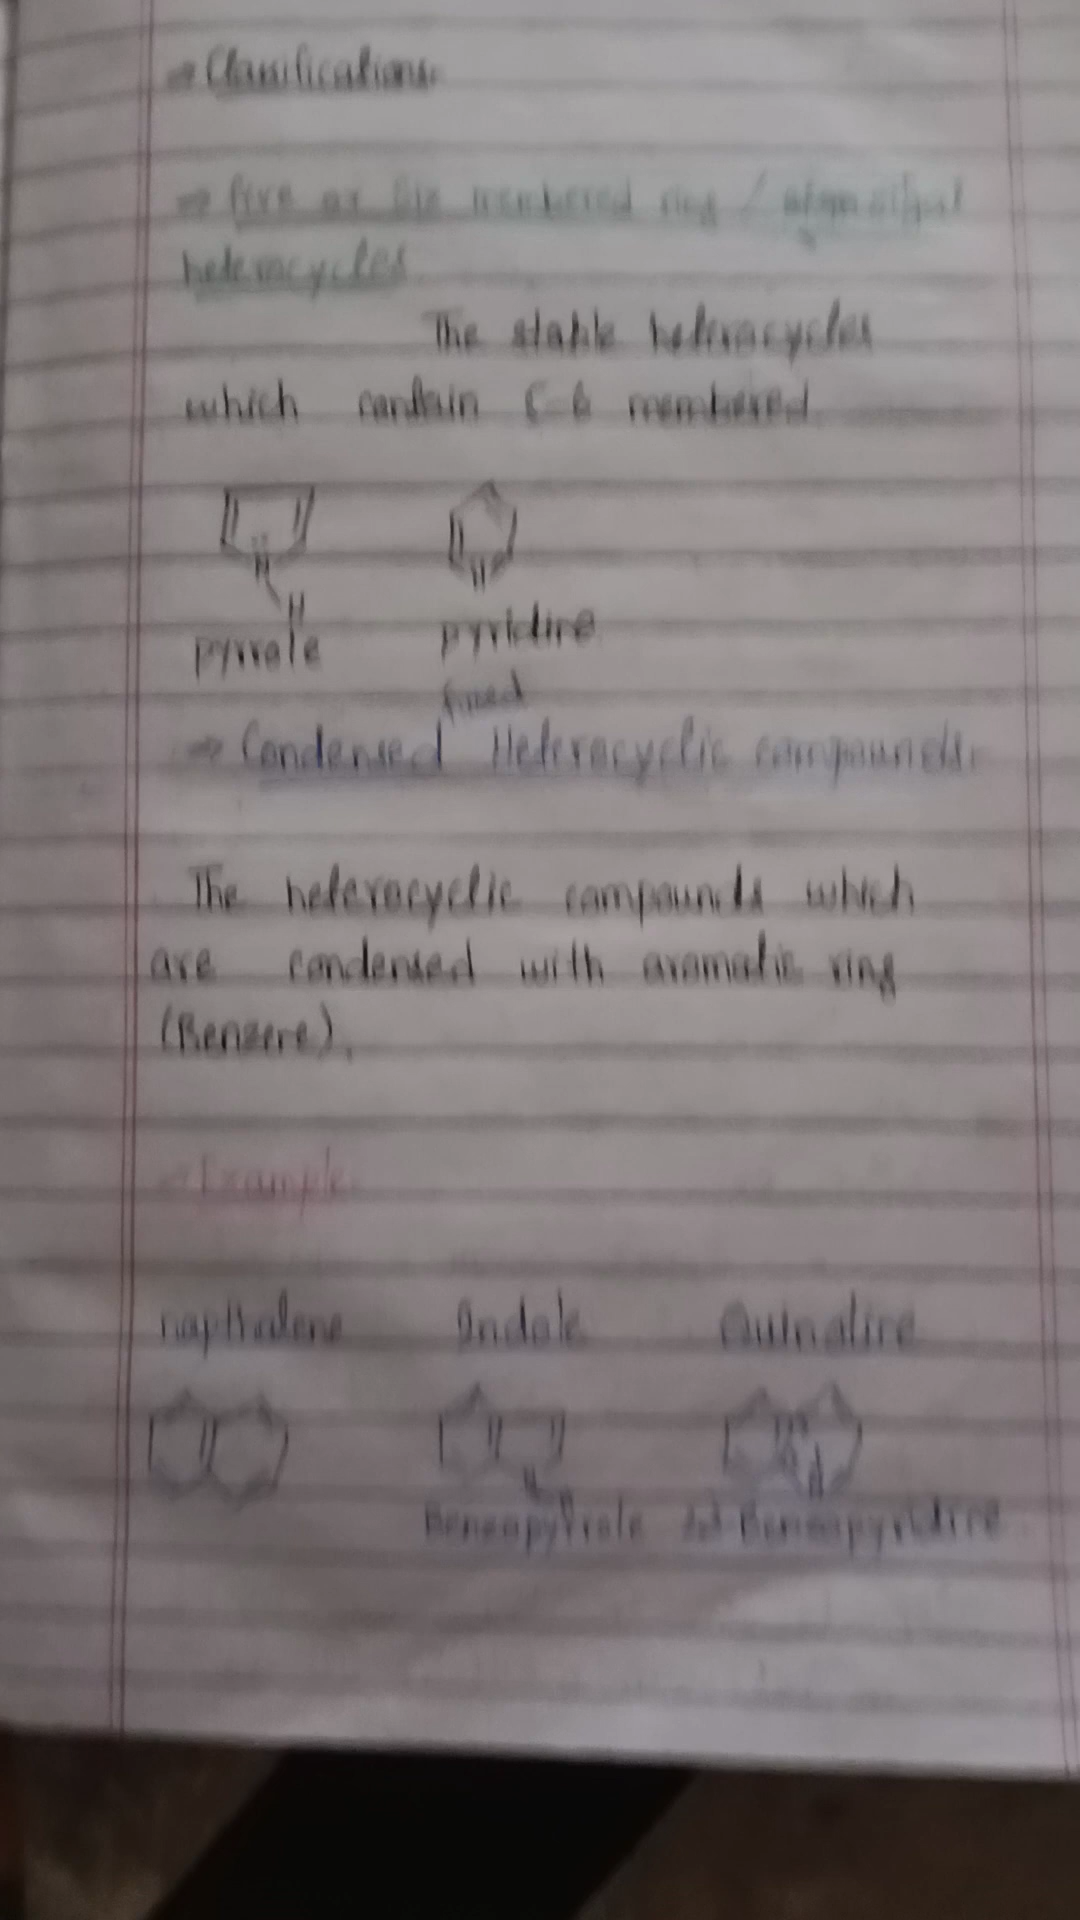 ⇒ Classifications:
⇒ five or six membered ring /
heterocycles
The stable heterocycles
which contain 5-6 membered.
N
H
N
pyrrole pyridine
fused
⇒ Condensed Heterocyclic compounds:
The heterocyclic compounds which
are condensed with aromatic ring
(Benzene).
Example:
napthalene Indole Quinoline
N
Benzopyrrole Benzopyridine